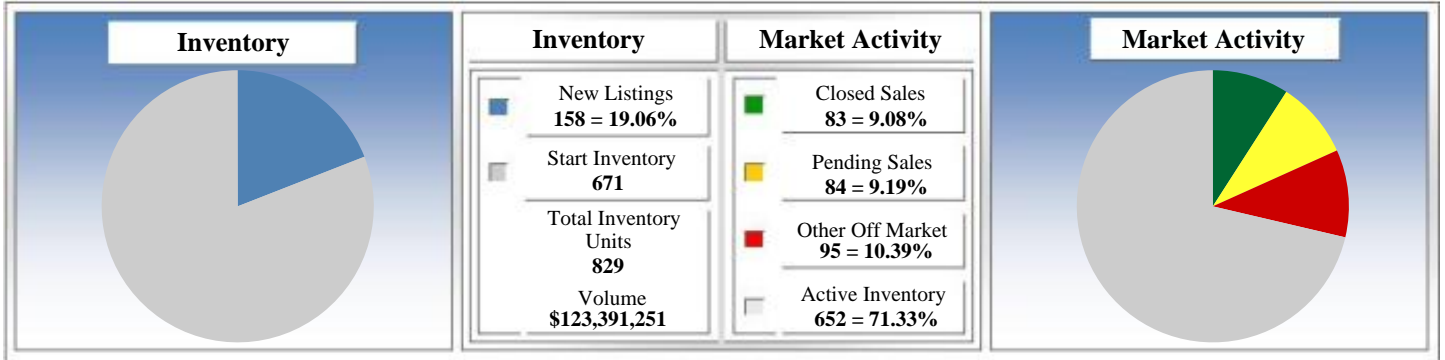 Inventory
Inventory
Market Activity
New Listings
158 = 19.06%
Start Inventory
671
Total Inventory
Units
829
Volume
$123,391,251
Closed Sales
83 = 9.08%
Pending Sales
84 = 9.19%
Other Off Market
95 = 10.39%
Active Inventory
652 = 71.33%
Market Activity